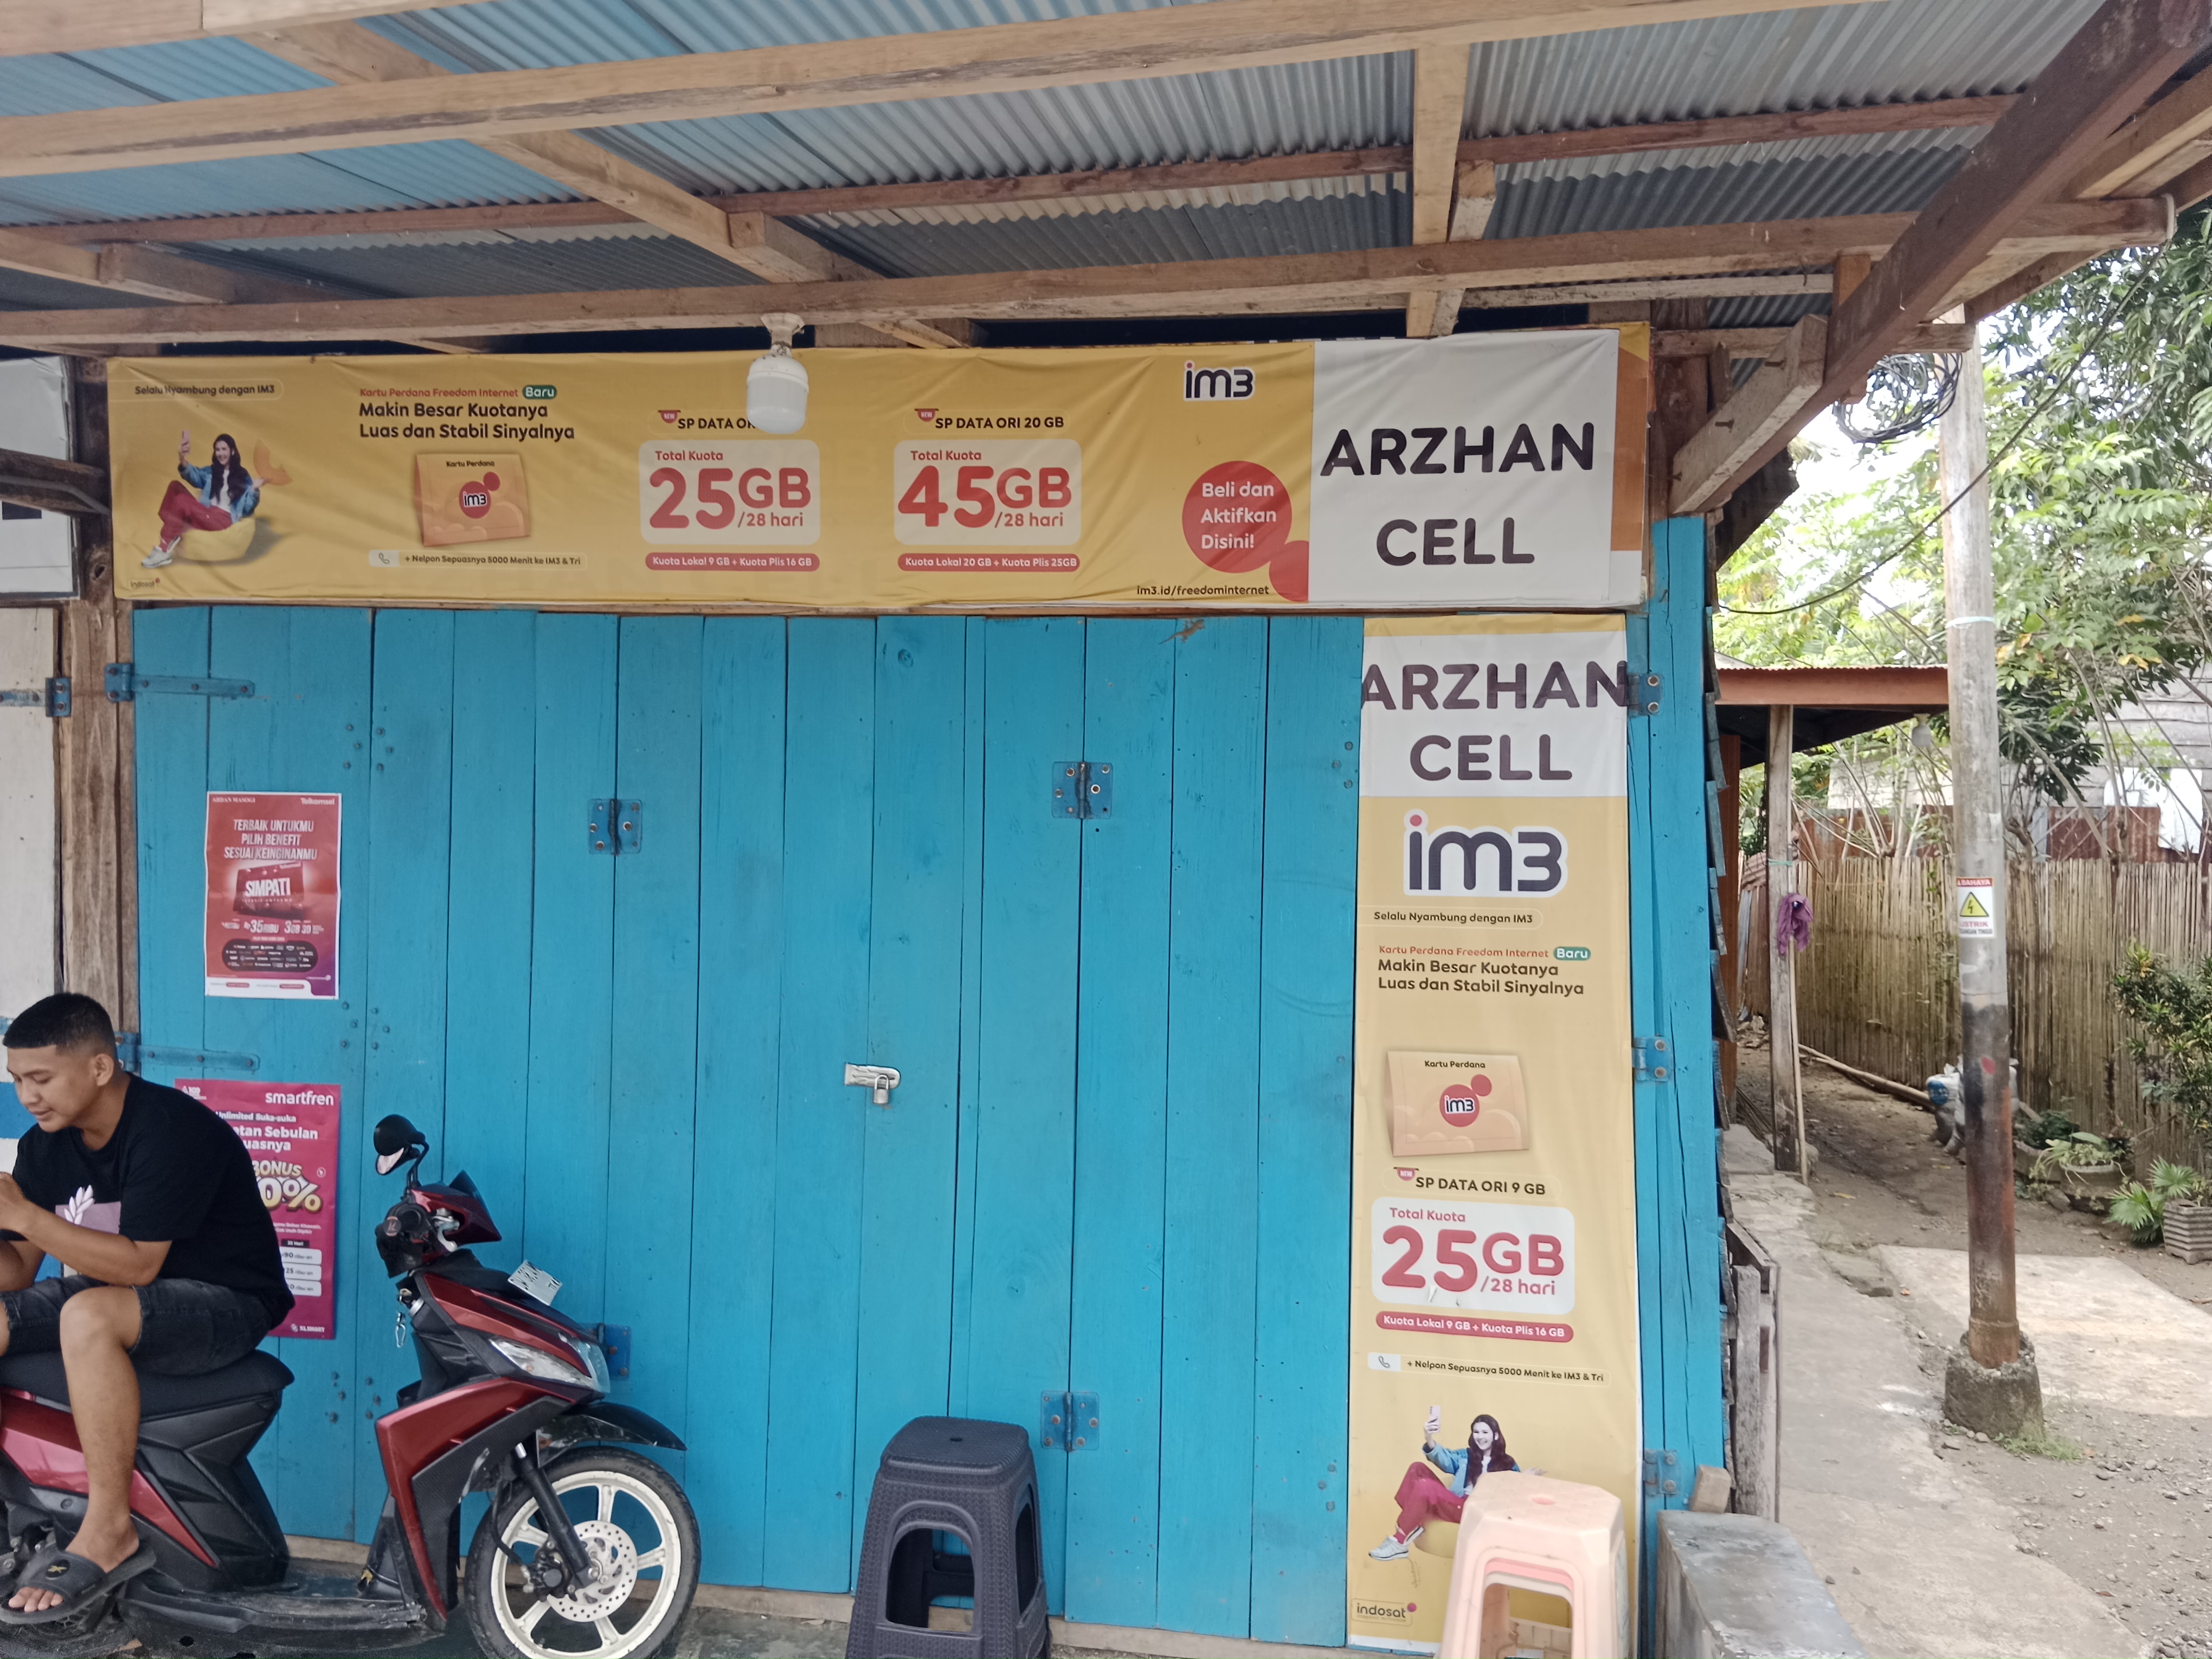 Selalu Nyambung dengan IM3
Kartu Perdana Freedom Internet Baru
Makin Besar Kuotanya
Luas dan Stabil Sinyalnya
Kartu Perdana
im3
+ Nelpon Sepuasnya 5000 Menit ke IM3 & Tri
indosat
NEW
SP DATA
Total Kuota
25GB
/28 hari
Kuota Lokal 9 GB + Kuota Plis 16 GB
NEW
SP DATA ORI 20 GB
Total Kuota
45GB
/28 hari
Kuota Lokal 20 GB + Kuota Plis 25GB
im3
Beli dan
Aktifkan
Disini!
im3.id/freedominternet
ARZHAN
CELL
ARZHAN
CELL
im3
Selalu Nyambung dengan IM3
Kartu Perdana Freedom Internet Baru
Makin Besar Kuotanya
Luas dan Stabil Sinyalnya
Kartu Perdana
im3
NEW
SP DATA ORI 9 GB
Total Kuota
25GB
/28 hari
Kuota Lokal 9 GB + Kuota Plis 16 GB
+ Nelpon Sepuasnya 5000 Menit ke IM3 & Tri
indosat
Telkomsel
TERBAIK UNTUKMU
PILIH BENEFIT
SESUAI KEINGINANMU
SIMPATI
smartfren
Unlimited Suka-suka
Sebulan
BONUS